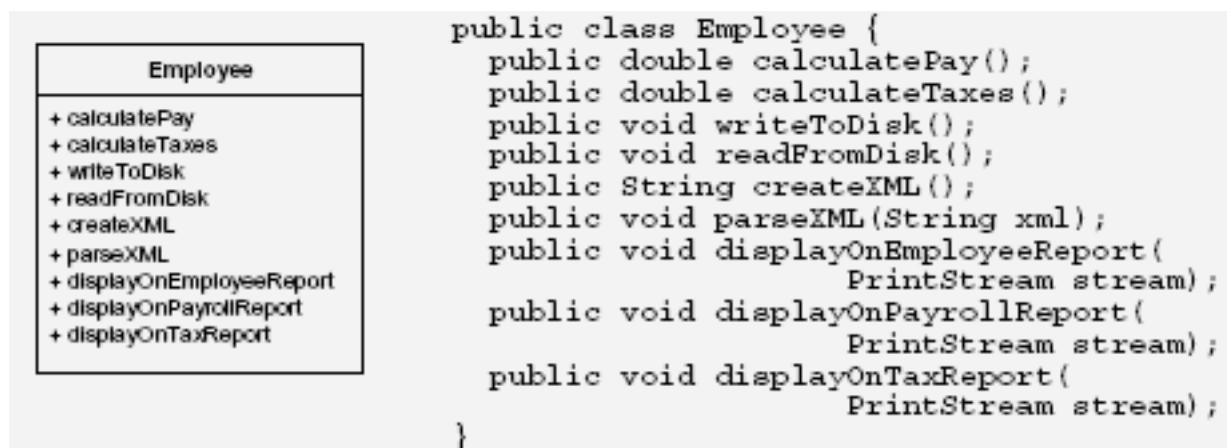 Employee
+ calculatePay
+ calculateTaxes
+ writeToDisk
+ readFromDisk
+ createXML
+ parseXML
+ displayOnEmployeeReport
+ displayOnPayrollReport
+ displayOnTaxReport
public class Employee {
public double calculatePay();
public double calculateTaxes();
public void writeToDisk();
public void readFromDisk();
public String createXML();
public void parseXML(String xml);
public void displayOnEmployeeReport(
PrintStream stream);
public void displayOnPayrollReport(
PrintStream stream);
public void displayOnTaxReport(
PrintStream stream);
}